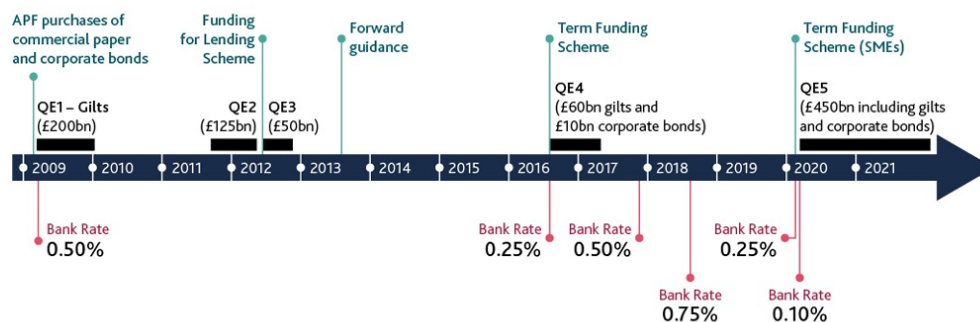 APF purchases of
commercial paper
and corporate bonds
Funding
for Lending
Scheme
Forward
guidance
Term Funding
Scheme
Term Funding
Scheme (SMEs)
QE1 – Gilts
(£200bn)
QE2
(£125bn)
QE3
(£50bn)
QE4
(£60bn gilts and
£10bn corporate bonds)
QE5
(£450bn including gilts
and corporate bonds)
2009 2010 2011 2012 2013 2014 2015 2016 2017 2018 2019 2020 2021
Bank Rate
0.50%
Bank Rate
0.25%
Bank Rate
0.50%
Bank Rate
0.75%
Bank Rate
0.25%
Bank Rate
0.10%